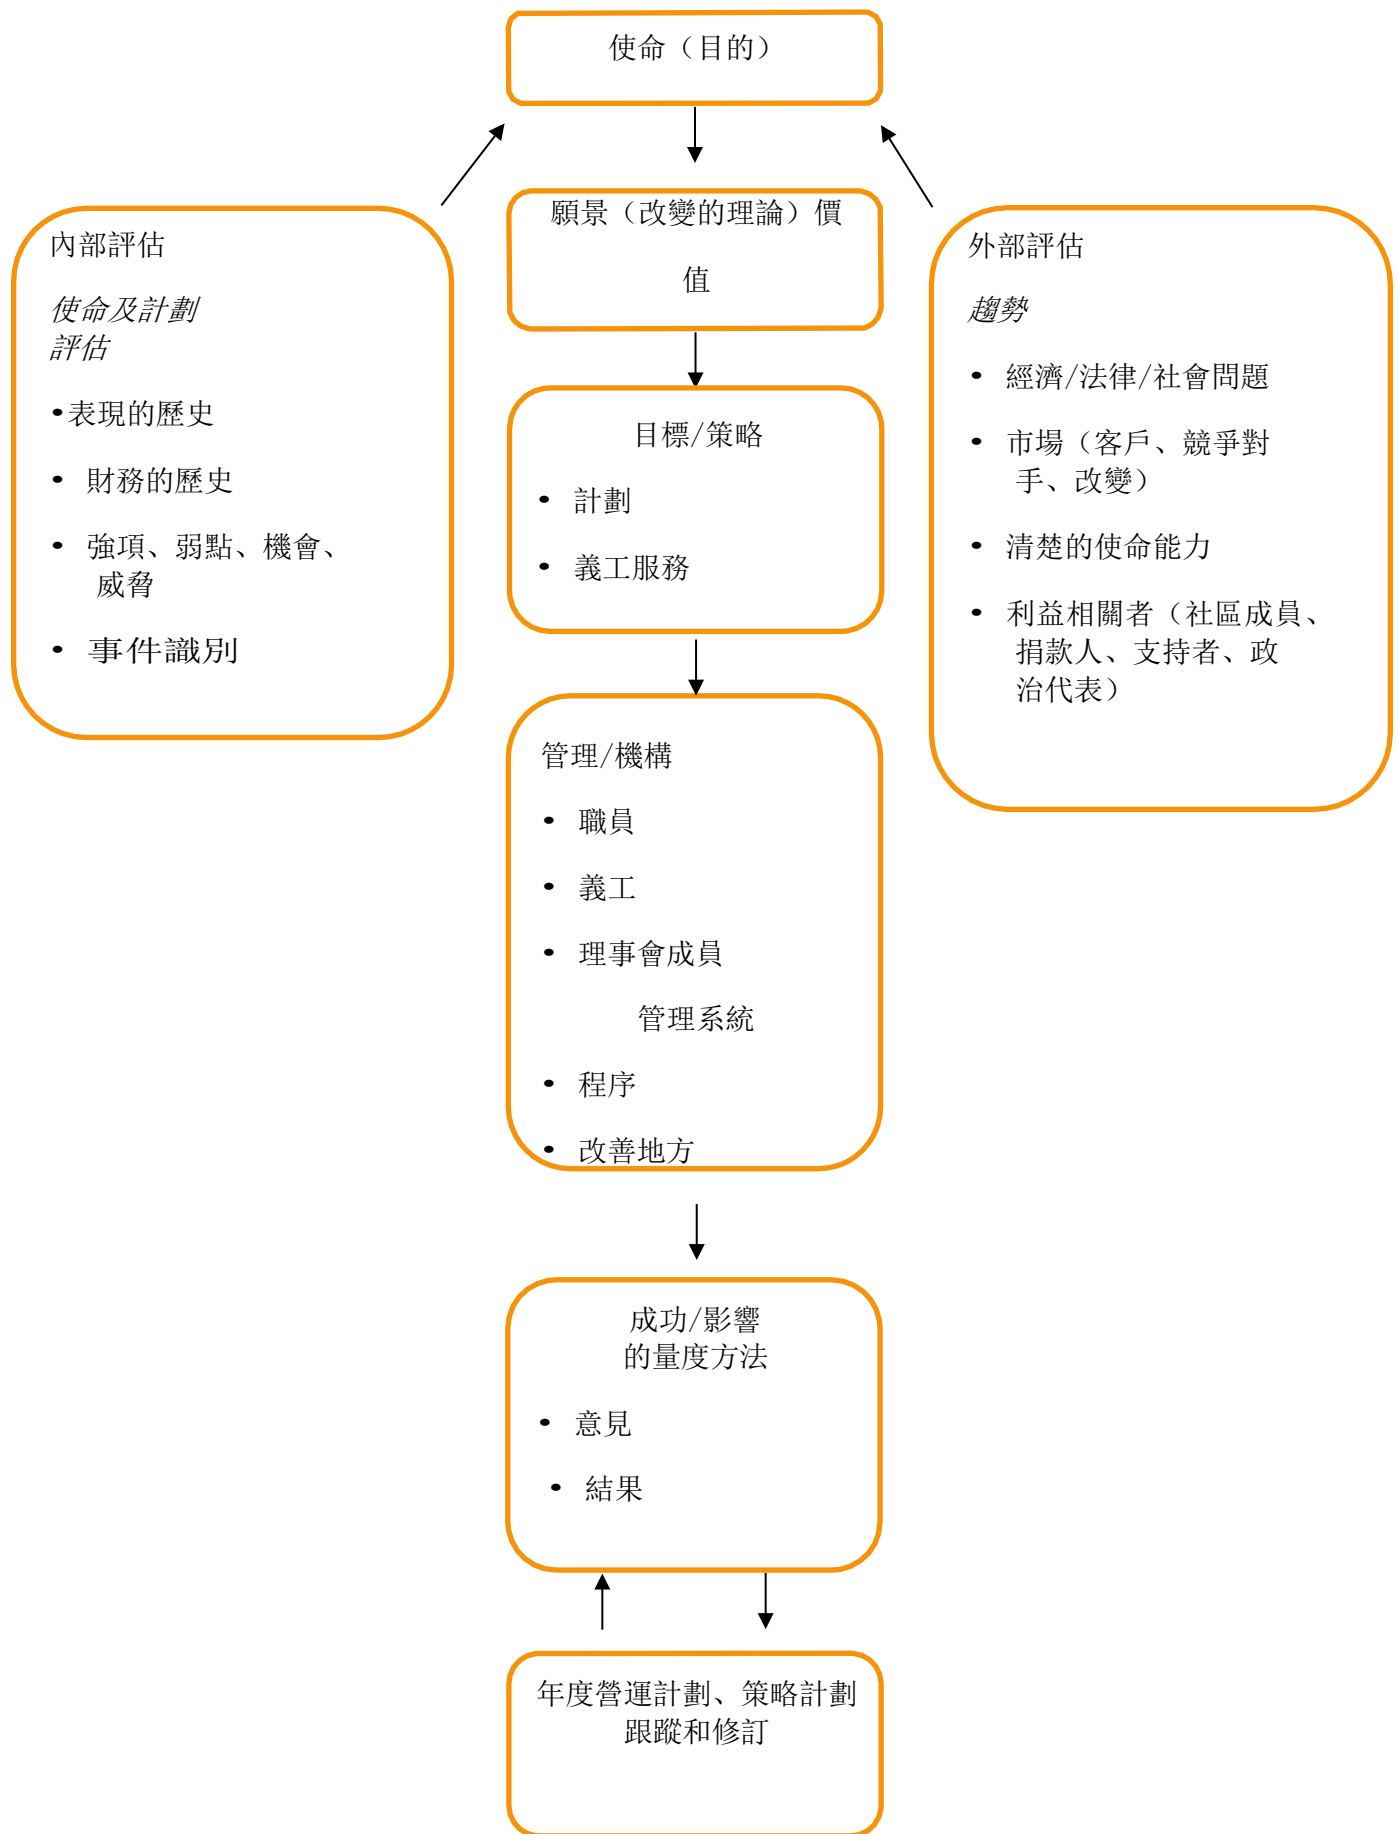 使命（目的）
願景（改變的理論）價
值
內部評估
使命及計劃
評估
•表現的歷史
• 財務的歷史
• 強項、弱點、機會、
威脅
• 事件識別
外部評估
趨勢
• 經濟/法律/社會問題
• 市場（客戶、競爭對
手、改變）
• 清楚的使命能力
• 利益相關者（社區成員、
捐款人、支持者、政
治代表）
目標/策略
• 計劃
• 義工服務
管理/機構
• 職員
• 義工
• 理事會成員
管理系統
• 程序
• 改善地方
成功/影響
的量度方法
• 意見
• 結果
年度營運計劃、策略計劃
跟蹤和修訂